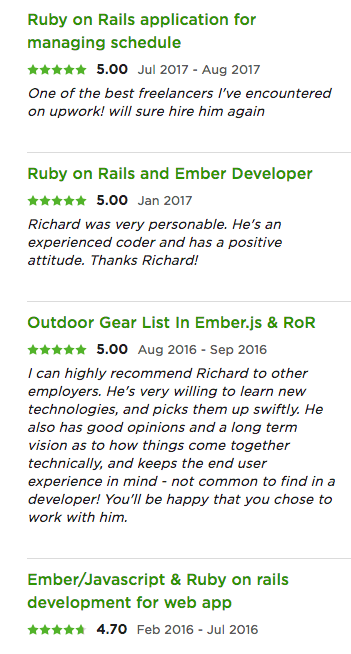 Ruby on Rails application for
managing schedule
5.00 Jul 2017 - Aug 2017
One of the best freelancers I've encountered
on upwork! will sure hire him again
Ruby on Rails and Ember Developer
5.00 Jan 2017
Richard was very personable. He's an
experienced coder and has a positive
attitude. Thanks Richard!
Outdoor Gear List In Ember.js & RoR
5.00 Aug 2016 - Sep 2016
I can highly recommend Richard to other
employers. He's very willing to learn new
technologies, and picks them up swiftly. He
also has good opinions and a long term
vision as to how things come together
technically, and keeps the end user
experience in mind - not common to find in a
developer! You'll be happy that you chose to
work with him.
Ember/Javascript & Ruby on rails
development for web app
4.70 Feb 2016 - Jul 2016